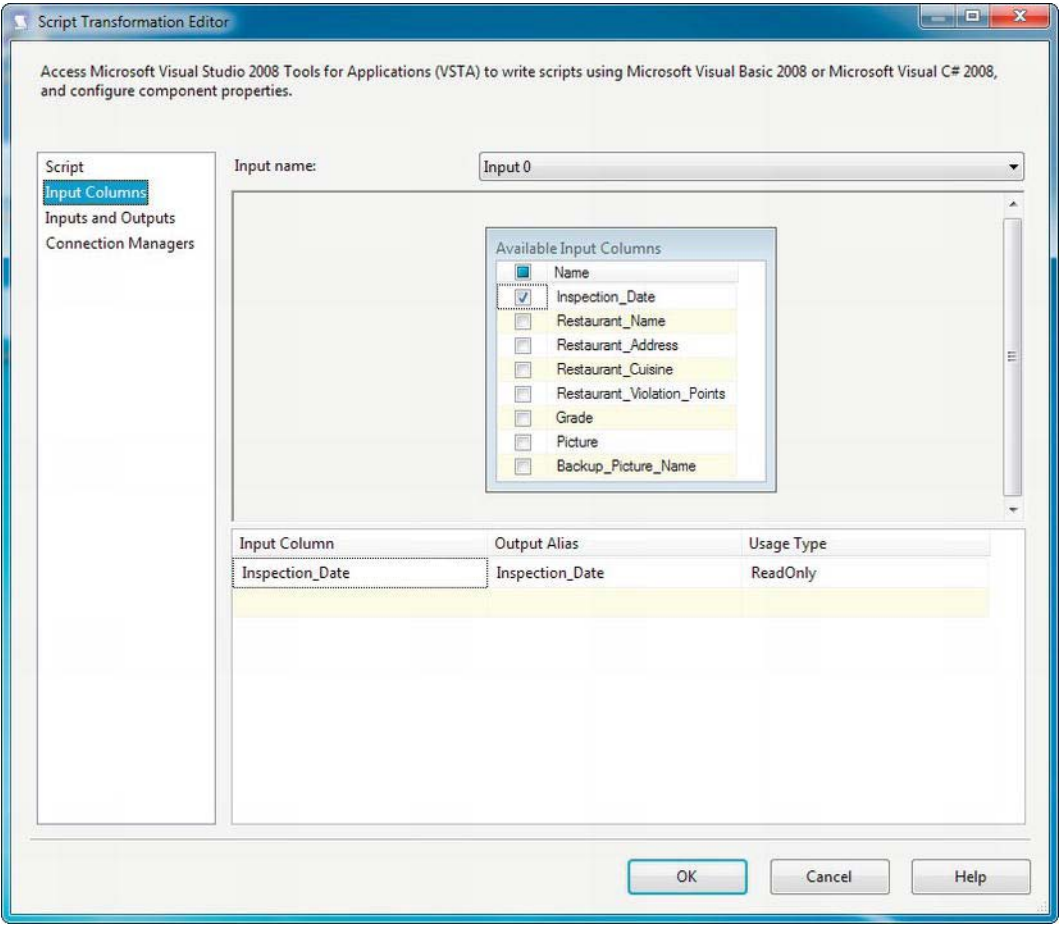 Script Transformation Editor
Access Microsoft Visual Studio 2008 Tools for Applications (VSTA) to write scripts using Microsoft Visual Basic 2008 or Microsoft Visual C# 2008,
and configure component properties.
Script
Input Columns
Inputs and Outputs
Connection Managers
Input name:
Input 0
Available Input Columns
Name
Inspection_Date
Restaurant_Name
Restaurant_Address
Restaurant_Cuisine
Restaurant_Violation_Points
Grade
Picture
Backup_Picture_Name
Input Column Output Alias Usage Type
Inspection_Date Inspection_Date ReadOnly
OK Cancel Help